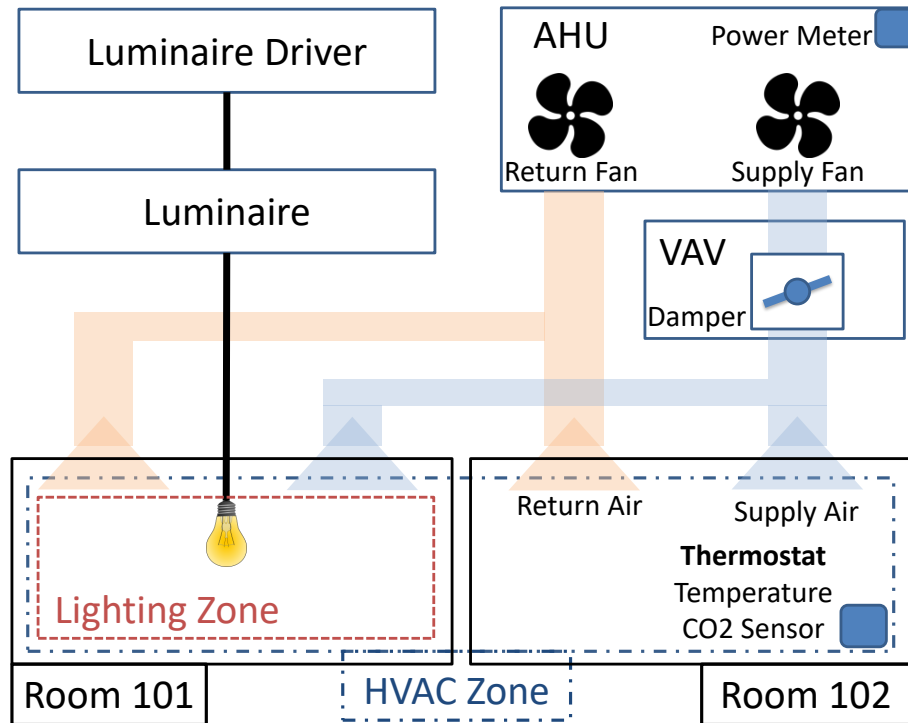 Luminaire Driver
Luminaire
AHU
Power Meter
Return Fan
Supply Fan
VAV
Damper
Return Air
Supply Air
Thermostat
Temperature
CO2 Sensor
Lighting Zone
Room 101
HVAC Zone
Room 102